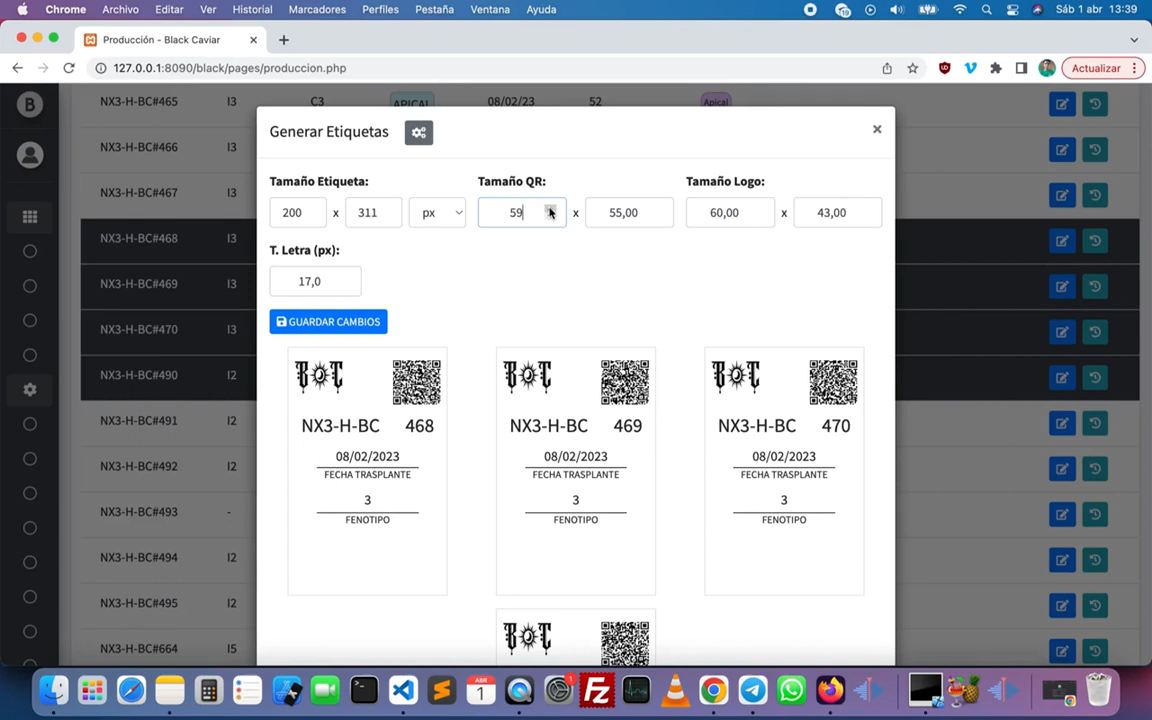 Chrome Archivo Editar Ver Historial Marcadores Perfiles Pestaña Ventana Ayuda Sáb 1 abr 13:39
Producción - Black Caviar
127.0.0.1:8090/black/pages/produccion.php Actualizar
B
NX3-H-BC#465 I3 C3 APICAL 08/02/23 52 Apical
NX3-H-BC#466 I3
NX3-H-BC#467 I3
NX3-H-BC#468 I3
NX3-H-BC#469 I3
NX3-H-BC#470 I3
NX3-H-BC#490 I2
NX3-H-BC#491 I2
NX3-H-BC#492 I2
NX3-H-BC#493 -
NX3-H-BC#494 I2
NX3-H-BC#495 I2
NX3-H-BC#664 I5
Generar Etiquetas ×
Tamaño Etiqueta: Tamaño QR: Tamaño Logo:
200 x 311 px 59 x 55,00 60,00 x 43,00
T. Letra (px):
17,0
GUARDAR CAMBIOS
NX3-H-BC 468 NX3-H-BC 469 NX3-H-BC 470
08/02/2023 08/02/2023 08/02/2023
FECHA TRASPLANTE FECHA TRASPLANTE FECHA TRASPLANTE
3 3 3
FENOTIPO FENOTIPO FENOTIPO
ABR
1
1
Fz